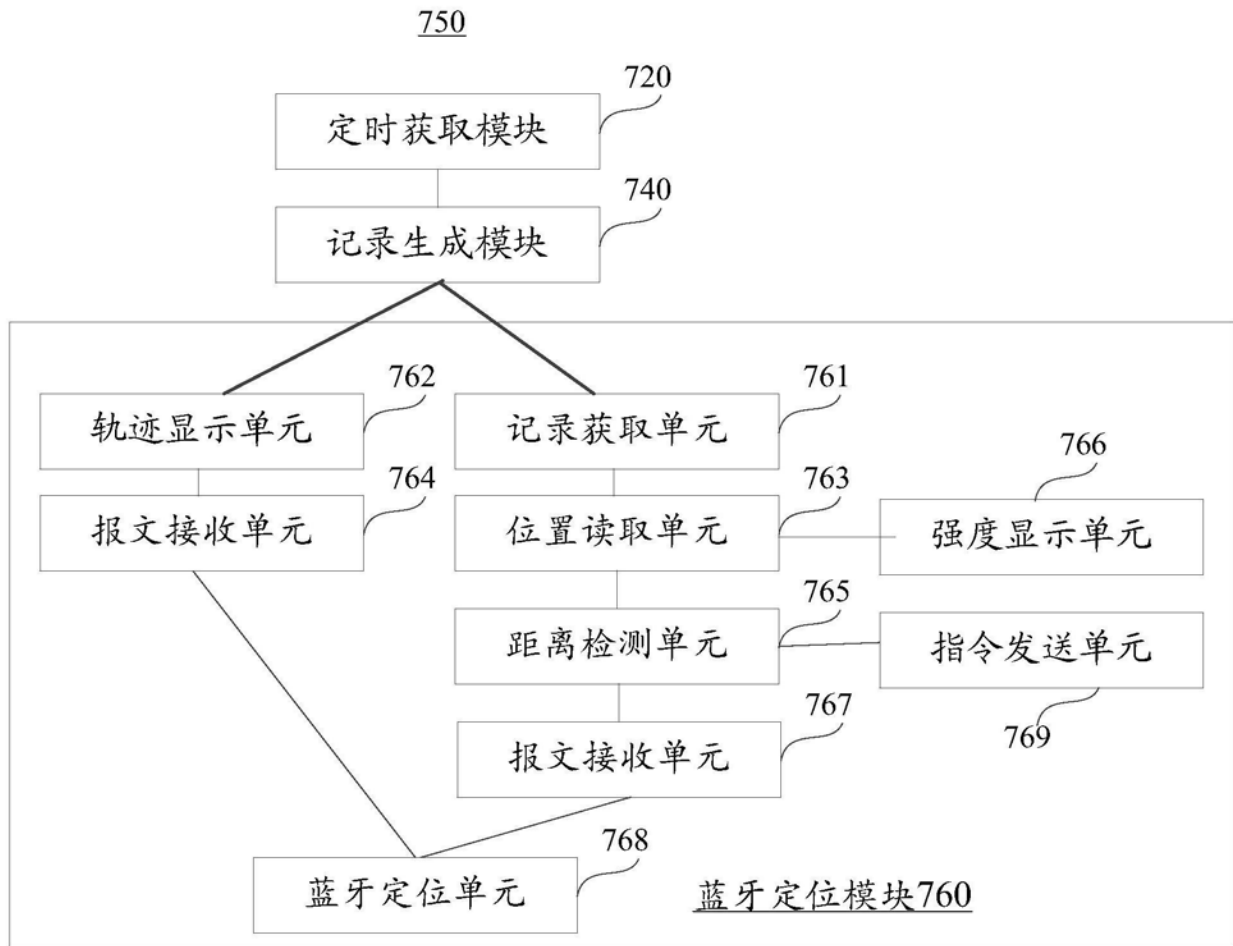 750
720
定时获取模块
740
记录生成模块
762
761
轨迹显示单元
记录获取单元
766
764
763
报文接收单元
位置读取单元
强度显示单元
765
距离检测单元
指令发送单元
767
769
报文接收单元
768
蓝牙定位单元
蓝牙定位模块760